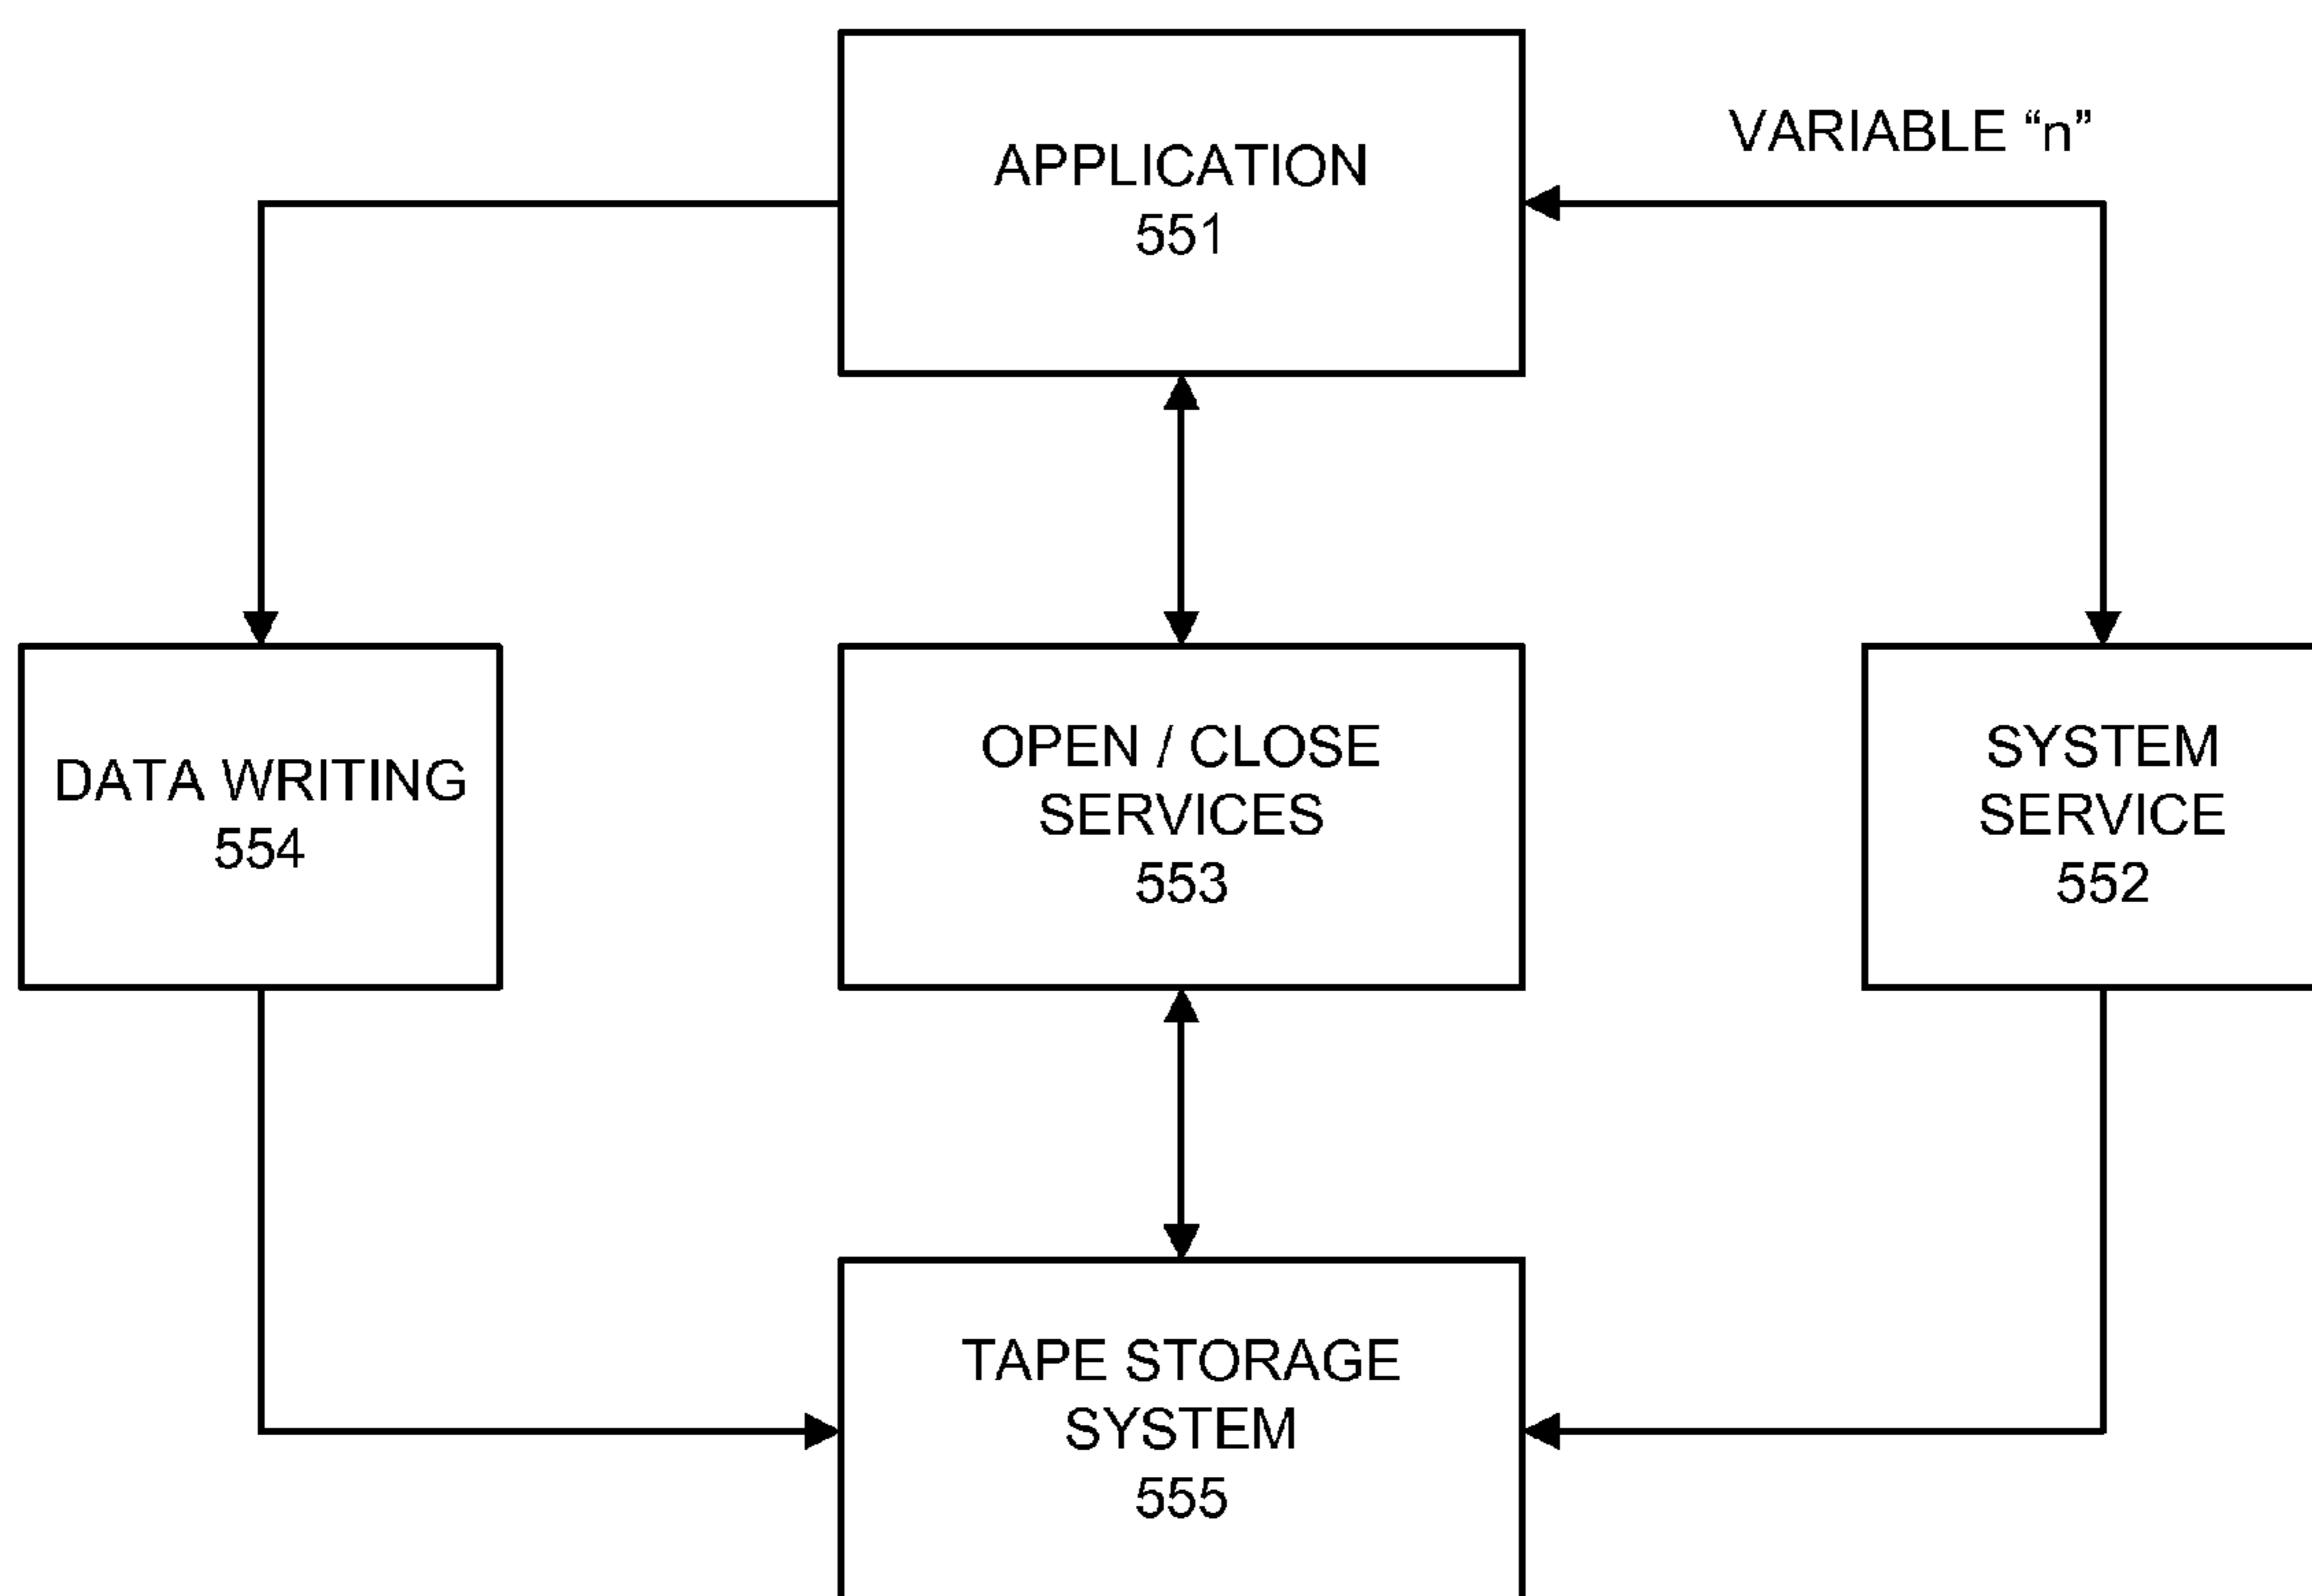 APPLICATION
551
VARIABLE “n”
DATA WRITING
554
OPEN / CLOSE
SERVICES
553
SYSTEM
SERVICE
552
TAPE STORAGE
SYSTEM
555